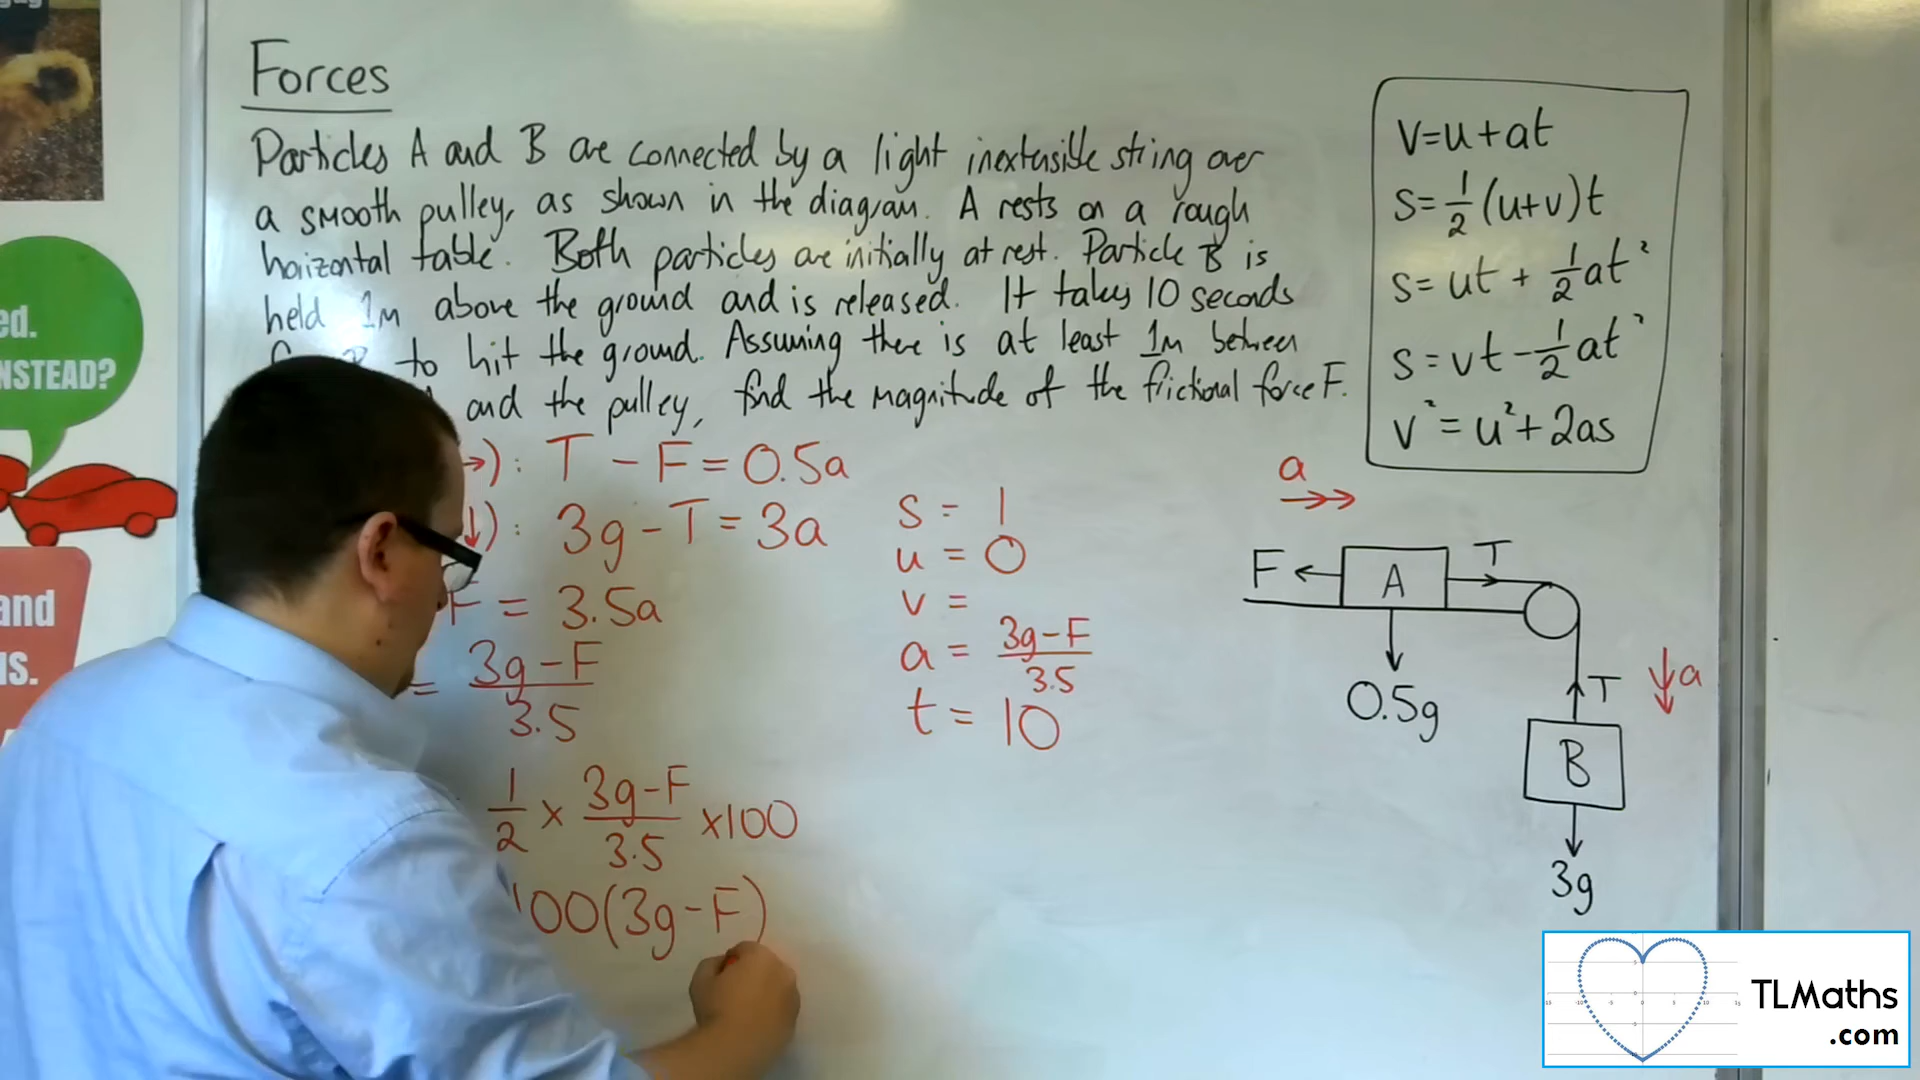 Forces
Particles A and B are connected by a light inextensible string over
a smooth pulley, as shown in the diagram. A rests on a rough
horizontal table. Both particles are initially at rest. Particle B is
held 1m above the ground and is released. It takes 10 seconds
to hit the ground. Assuming there is at least 1m between
and the pulley, find the magnitude of the frictional force F.
→): T - F = 0.5a
↓): 3g - T = 3a
F = 3.5a
= 3g-F / 3.5
1/2 × 3g-F / 3.5 ×100
100(3g-F)
s = 1
u = 0
v =
a = 3g-F / 3.5
t = 10
v=u+at
s=1/2(u+v)t
s=ut + 1/2at²
s=vt-1/2at²
v²=u²+2as
a
F
A
T
0.5g
T
a
B
3g
ed.
NSTEAD?
and
IS.
TLMaths
.com